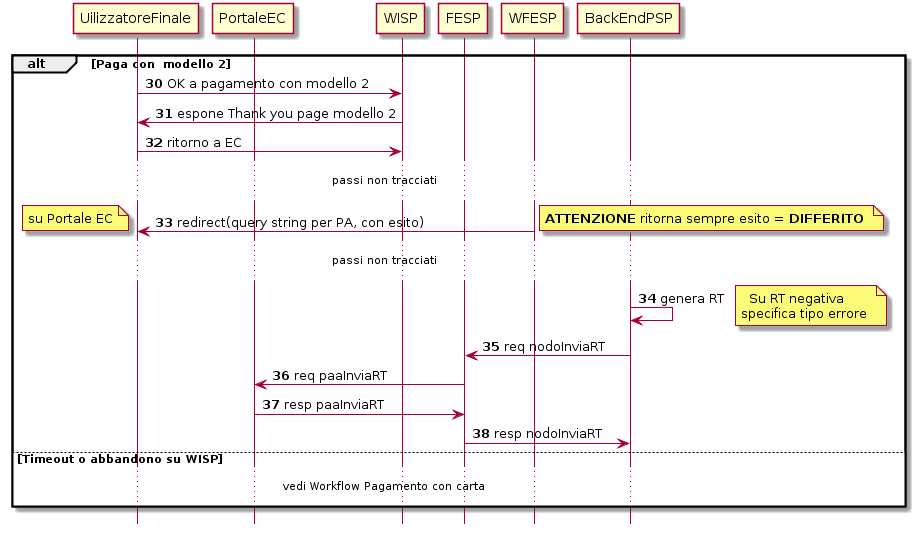 UilizzatoreFinale
PortaleEC
WISP
FESP
WFESP
BackEndPSP
alt
[Paga con modello 2]
30 OK a pagamento con modello 2
31 espone Thank you page modello 2
32 ritorno a EC
passi non tracciati
su Portale EC
33 redirect(query string per PA, con esito)
ATTENZIONE ritorna sempre esito = DIFFERITO
passi non tracciati
34 genera RT
Su RT negativa
specifica tipo errore
35 req nodoInviaRT
36 req paaInviaRT
37 resp paaInviaRT
38 resp nodoInviaRT
[Timeout o abbandono su WISP]
vedi Workflow Pagamento con carta